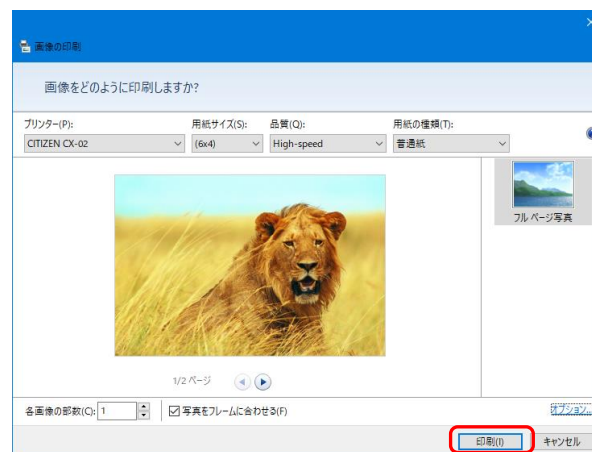 画像の印刷
画像をどのように印刷しますか?
プリンター(P): 用紙サイズ(S): 品質(Q): 用紙の種類(T):
CITIZEN CX-02 (6x4) High-speed 普通紙
フル ページ写真
1/2 ページ
各画像の部数(C): 1 写真をフレームに合わせる(F) オプション...
印刷(I) キャンセル